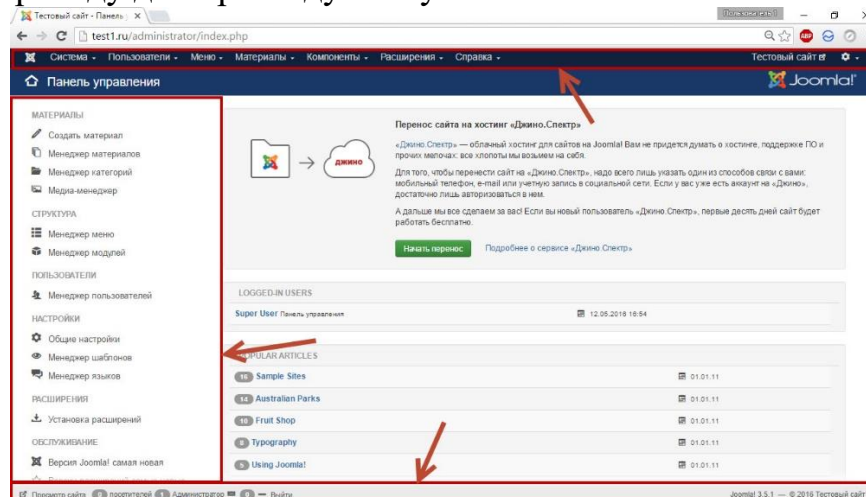 Тестовый сайт - Панель
test1.ru/administrator/index.php
Система Пользователи Меню Материалы Компоненты Расширения Справка Тестовый сайт
Панель управления Joomla!
МАТЕРИАЛЫ
Создать материал
Менеджер материалов
Менеджер категорий
Медиа-менеджер
СТРУКТУРА
Менеджер меню
Менеджер модулей
ПОЛЬЗОВАТЕЛИ
Менеджер пользователей
НАСТРОЙКИ
Общие настройки
Менеджер шаблонов
Менеджер языков
РАСШИРЕНИЯ
Установка расширений
ОБСЛУЖИВАНИЕ
Версия Joomla! самая новая
джино
Перенос сайта на хостинг «Джино.Спектр»
«Джино.Спектр» — облачный хостинг для сайтов на Joomla! Вам не придется думать о хостинге, поддержке ПО и
прочих мелочах: все хлопоты мы возьмем на себя.
Для того, чтобы перенести сайт на «Джино.Спектр», надо всего лишь указать один из способов связи с вами:
мобильный телефон, e-mail или учетную запись в социальной сети. Если у вас уже есть аккаунт на «Джино»,
достаточно лишь авторизоваться в нем.
А дальше мы все сделаем за вас! Если вы новый пользователь «Джино.Спектр», первые десять дней сайт будет
работать бесплатно.
Начать перенос Подробнее о сервисе «Джино.Спектр»
LOGGED-IN USERS
Super User Панель управления 12.05.2016 16:54
POPULAR ARTICLES
16 Sample Sites 01.01.11
14 Australian Parks 01.01.11
10 Fruit Shop 01.01.11
8 Typography 01.01.11
5 Using Joomla! 01.01.11
Просмотр сайта 0 посетителей 1 Администратор 0 Выйти Joomla! 3.5.1 — © 2016 Тестовый сайт